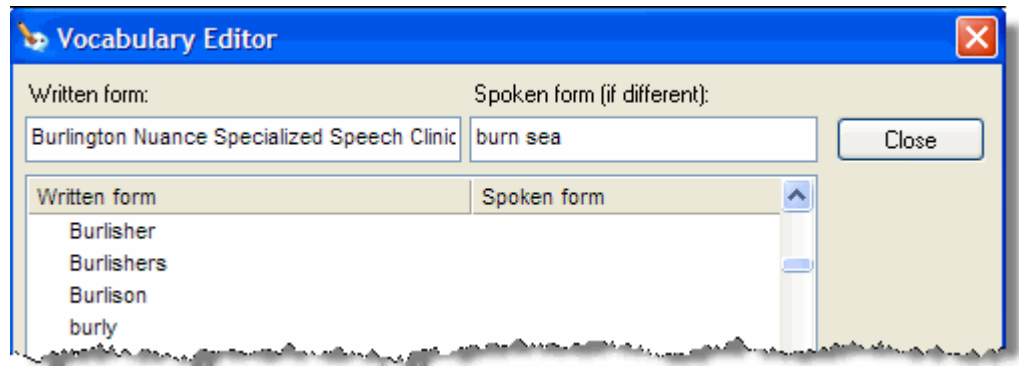 Vocabulary Editor
Written form: Spoken form (if different):
Burlington Nuance Specialized Speech Clinic burn sea Close
Written form Spoken form
Burlisher
Burlishers
Burlison
burly